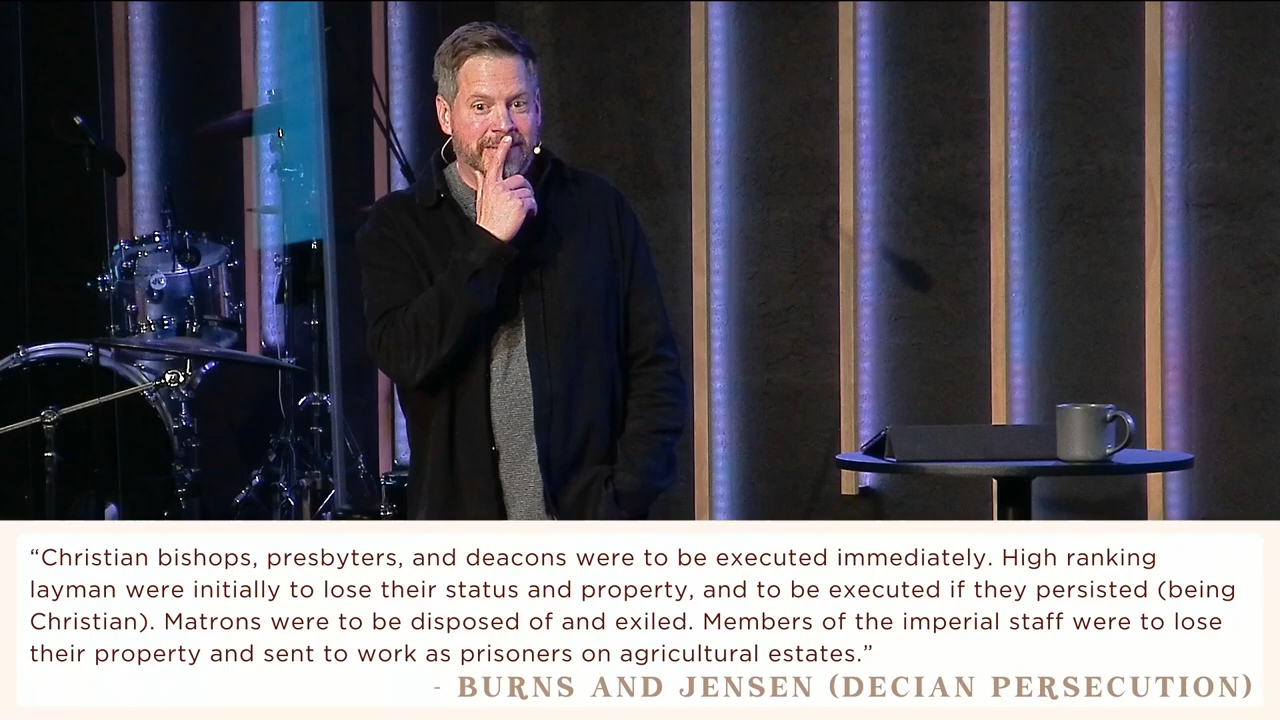 “Christian bishops, presbyters, and deacons were to be executed immediately. High ranking
layman were initially to lose their status and property, and to be executed if they persisted (being
Christian). Matrons were to be disposed of and exiled. Members of the imperial staff were to lose
their property and sent to work as prisoners on agricultural estates.”
- BURNS AND JENSEN (DECIAN PERSECUTION)